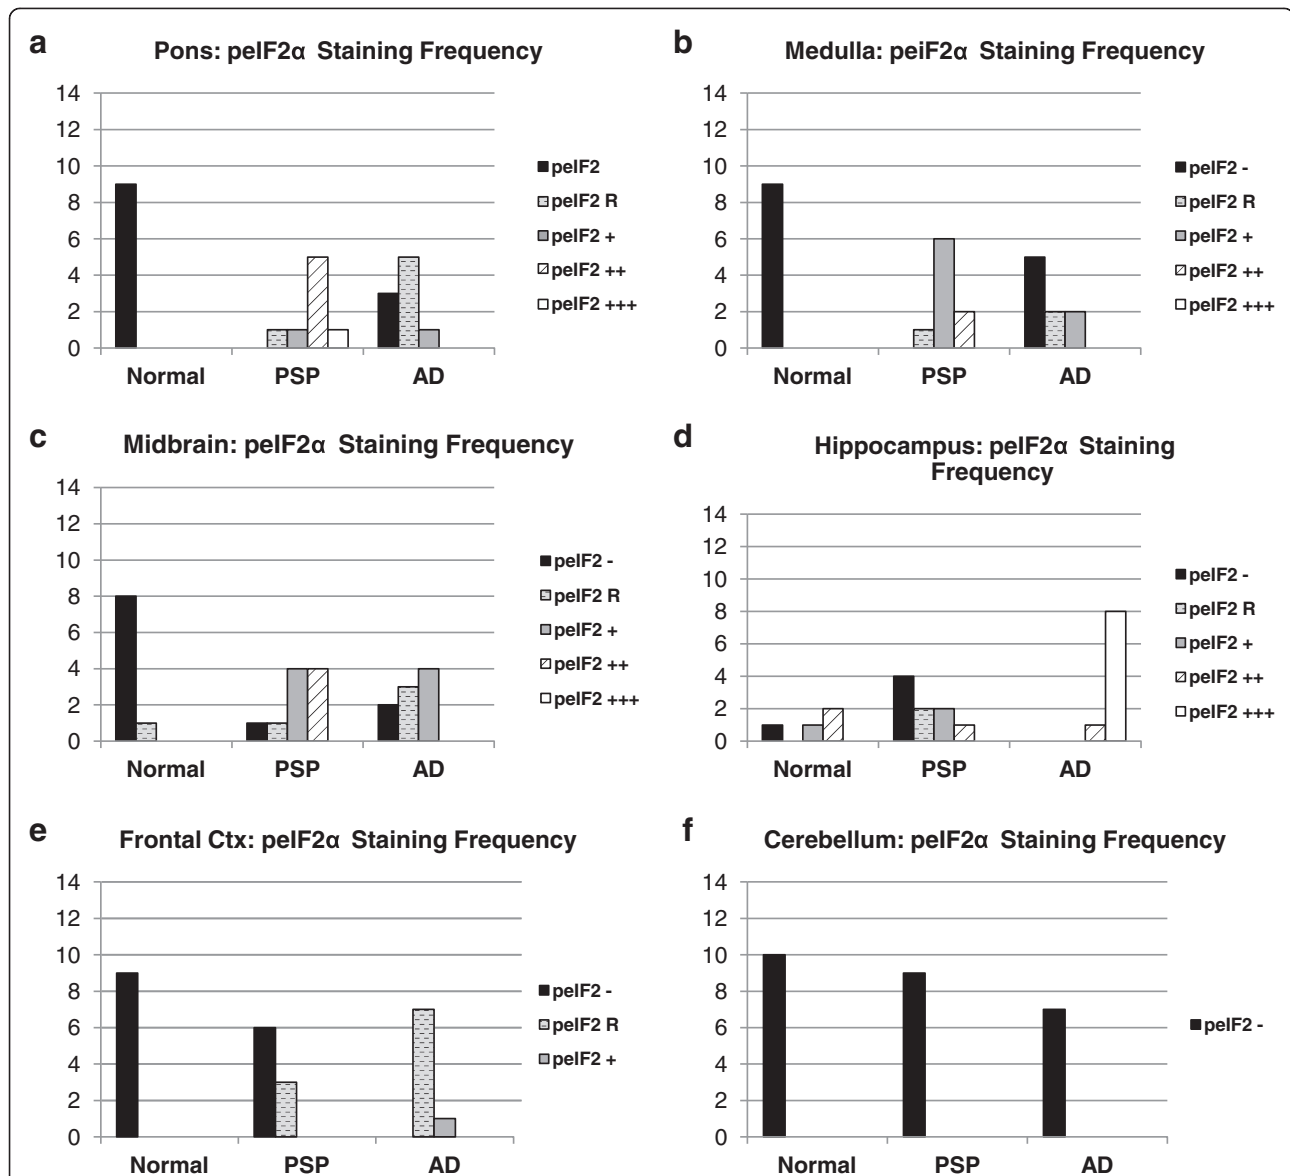 a
Pons: peIF2α Staining Frequency
14
12
10
8
6
4
2
0
Normal PSP AD
peIF2
peIF2 R
peIF2 +
peIF2 ++
peIF2 +++
b
Medulla: peiF2α Staining Frequency
14
12
10
8
6
4
2
0
Normal PSP AD
peIF2 -
peIF2 R
peIF2 +
peIF2 ++
peIF2 +++
c
Midbrain: peIF2α Staining Frequency
14
12
10
8
6
4
2
0
Normal PSP AD
peIF2 -
peIF2 R
peIF2 +
peIF2 ++
peIF2 +++
d
Hippocampus: peIF2α Staining
Frequency
14
12
10
8
6
4
2
0
Normal PSP AD
peIF2 -
peIF2 R
peIF2 +
peIF2 ++
peIF2 +++
e
Frontal Ctx: peIF2α Staining Frequency
14
12
10
8
6
4
2
0
Normal PSP AD
peIF2 -
peIF2 R
peIF2 +
f
Cerebellum: peIF2α Staining Frequency
14
12
10
8
6
4
2
0
Normal PSP AD
peIF2 -